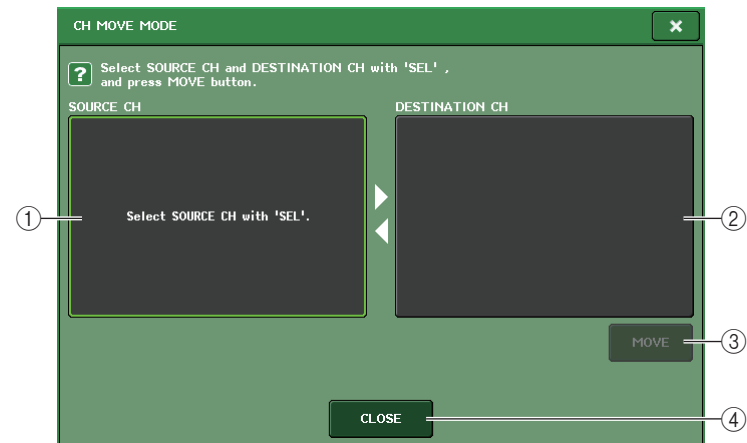 CH MOVE MODE
? Select SOURCE CH and DESTINATION CH with 'SEL' ,
and press MOVE button.
SOURCE CH
DESTINATION CH
① Select SOURCE CH with 'SEL'. ②
MOVE ③
CLOSE ④